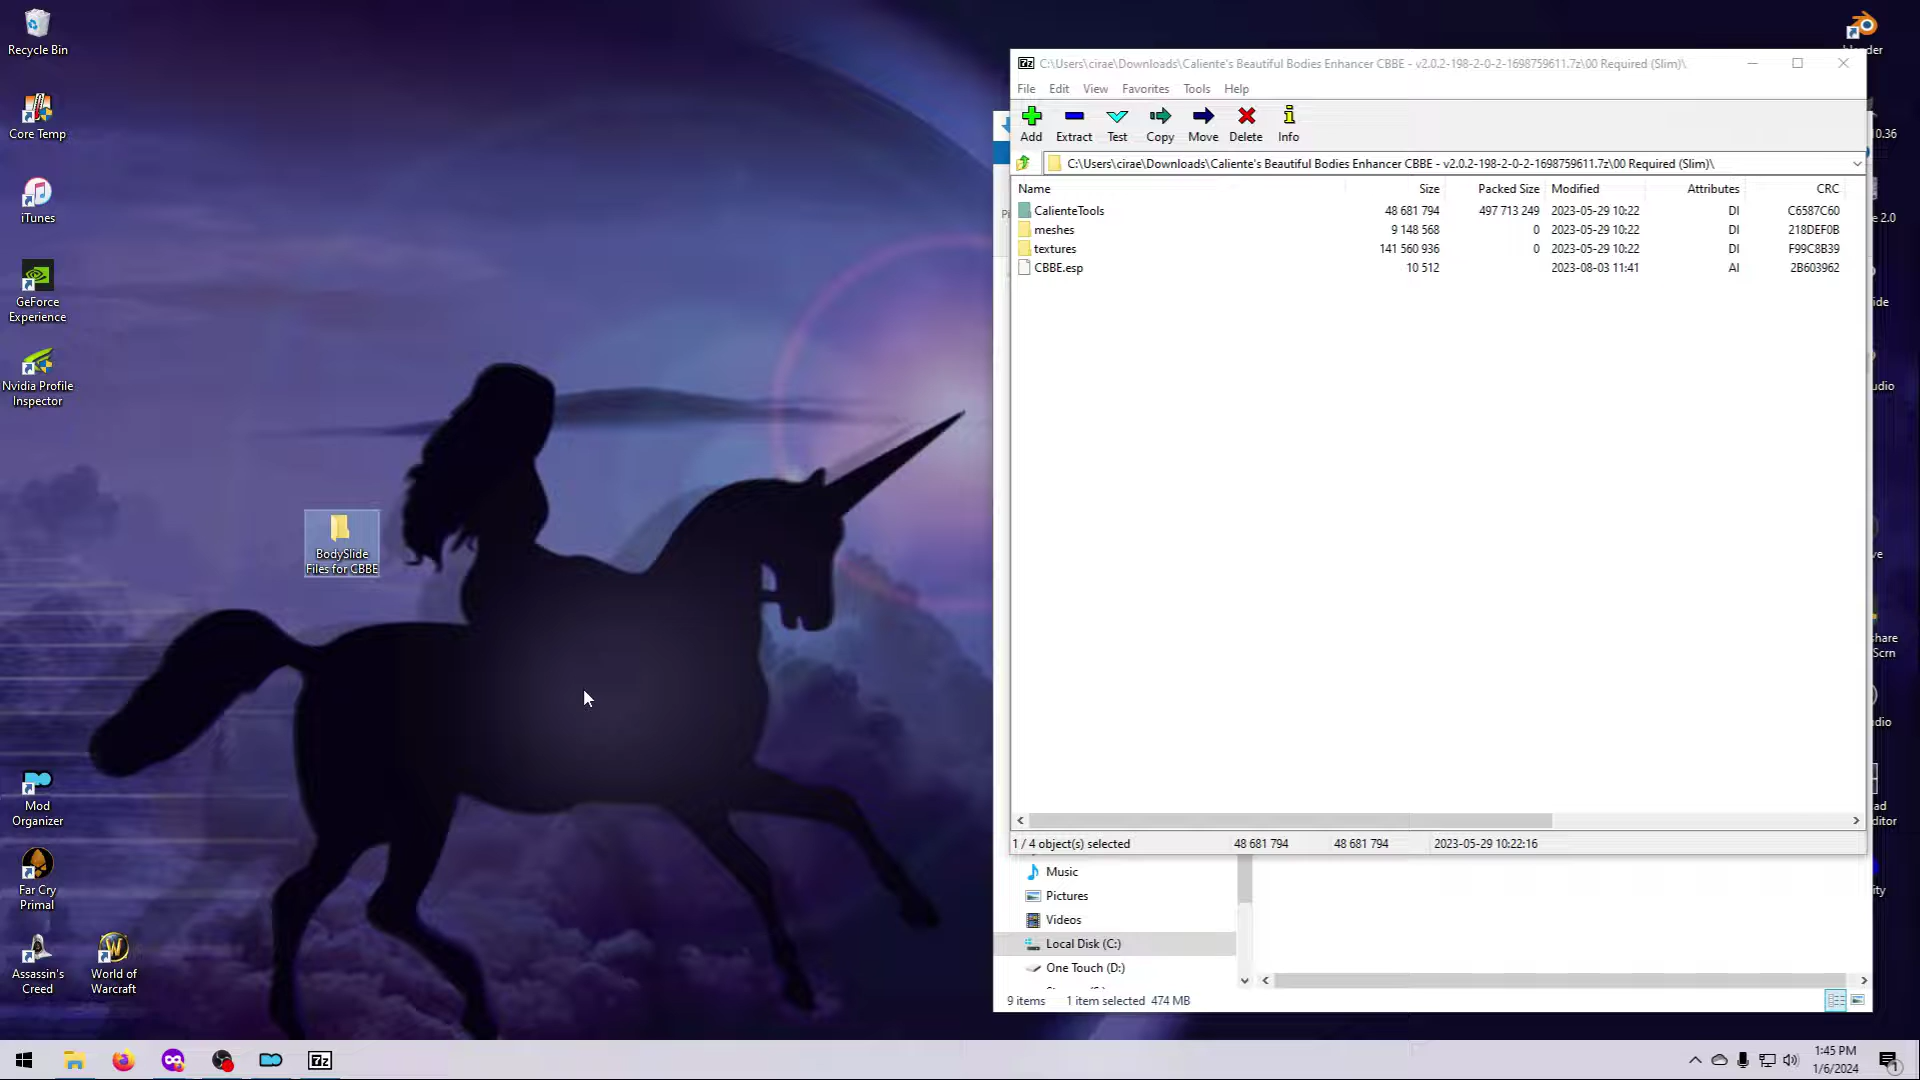 Recycle Bin
Core Temp
iTunes
GeForce
Experience
Nvidia Profile
Inspector
BodySlide
Files for CBBE
Mod
Organizer
Far Cry
Primal
Assassin's
Creed
World of
Warcraft
C:\Users\cirae\Downloads\Caliente's Beautiful Bodies Enhancer CBBE - v2.0.2-198-2-0-2-1698759611.7z\00 Required (Slim)\
File Edit View Favorites Tools Help
Add Extract Test Copy Move Delete Info
C:\Users\cirae\Downloads\Caliente's Beautiful Bodies Enhancer CBBE - v2.0.2-198-2-0-2-1698759611.7z\00 Required (Slim)\
Name Size Packed Size Modified Attributes CRC
CalienteTools 48 681 794 497 713 249 2023-05-29 10:22 DI C6587C60
meshes 9 148 568 0 2023-05-29 10:22 DI 218DEF0B
textures 141 560 936 0 2023-05-29 10:22 DI F99C8B39
CBBE.esp 10 512 2023-08-03 11:41 AI 2B603962
1 / 4 object(s) selected 48 681 794 48 681 794 2023-05-29 10:22:16
Music
Pictures
Videos
Local Disk (C:)
One Touch (D:)
9 items 1 item selected 474 MB
1:45 PM
1/6/2024